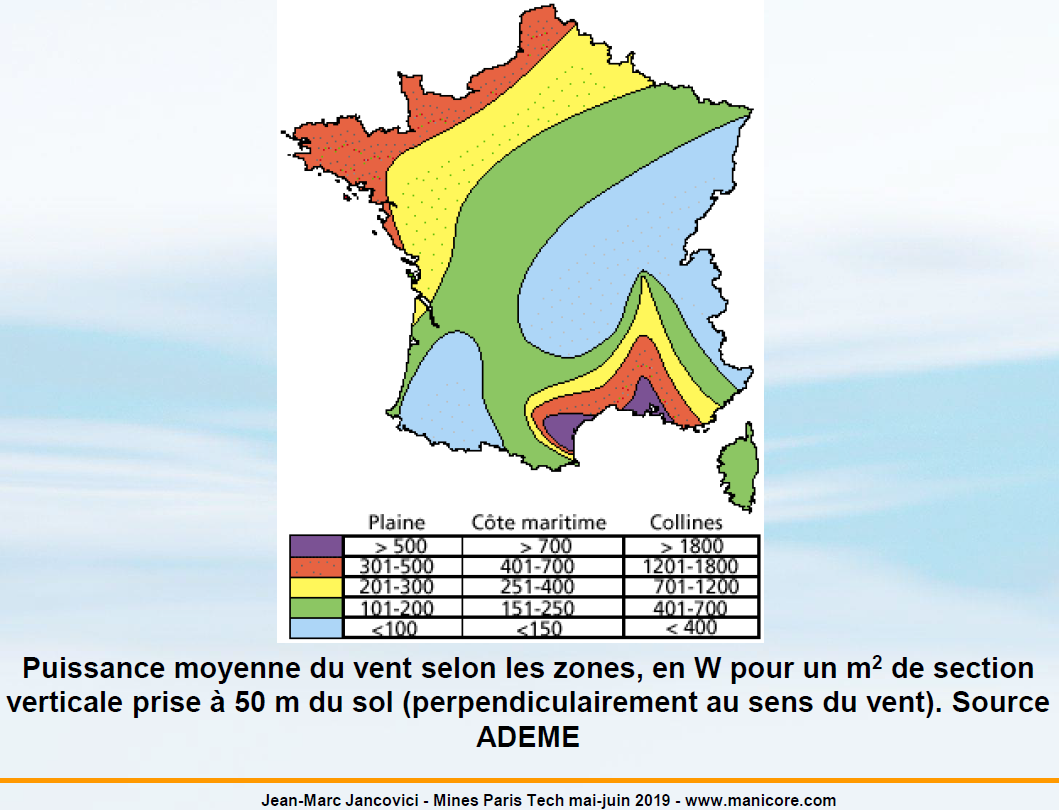 Plaine Côte maritime Collines
> 500 > 700 > 1800
301-500 401-700 1201-1800
201-300 251-400 701-1200
101-200 151-250 401-700
<100 <150 < 400
Puissance moyenne du vent selon les zones, en W pour un m² de section
verticale prise à 50 m du sol (perpendiculairement au sens du vent). Source
ADEME
Jean-Marc Jancovici - Mines Paris Tech mai-juin 2019 - www.manicore.com